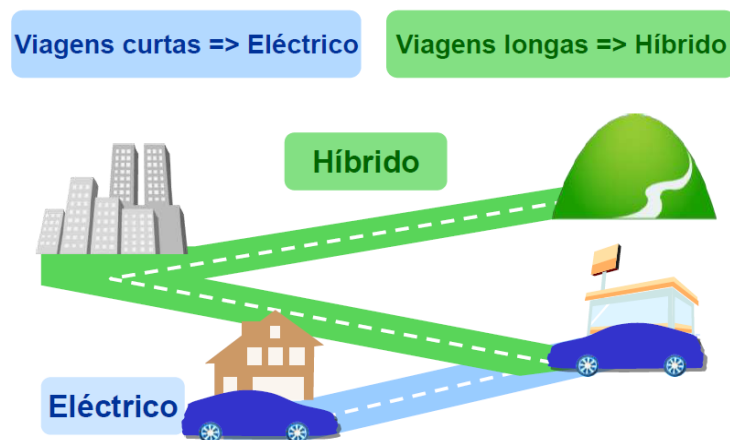 Viagens curtas => Eléctrico
Viagens longas => Híbrido
Híbrido
Eléctrico